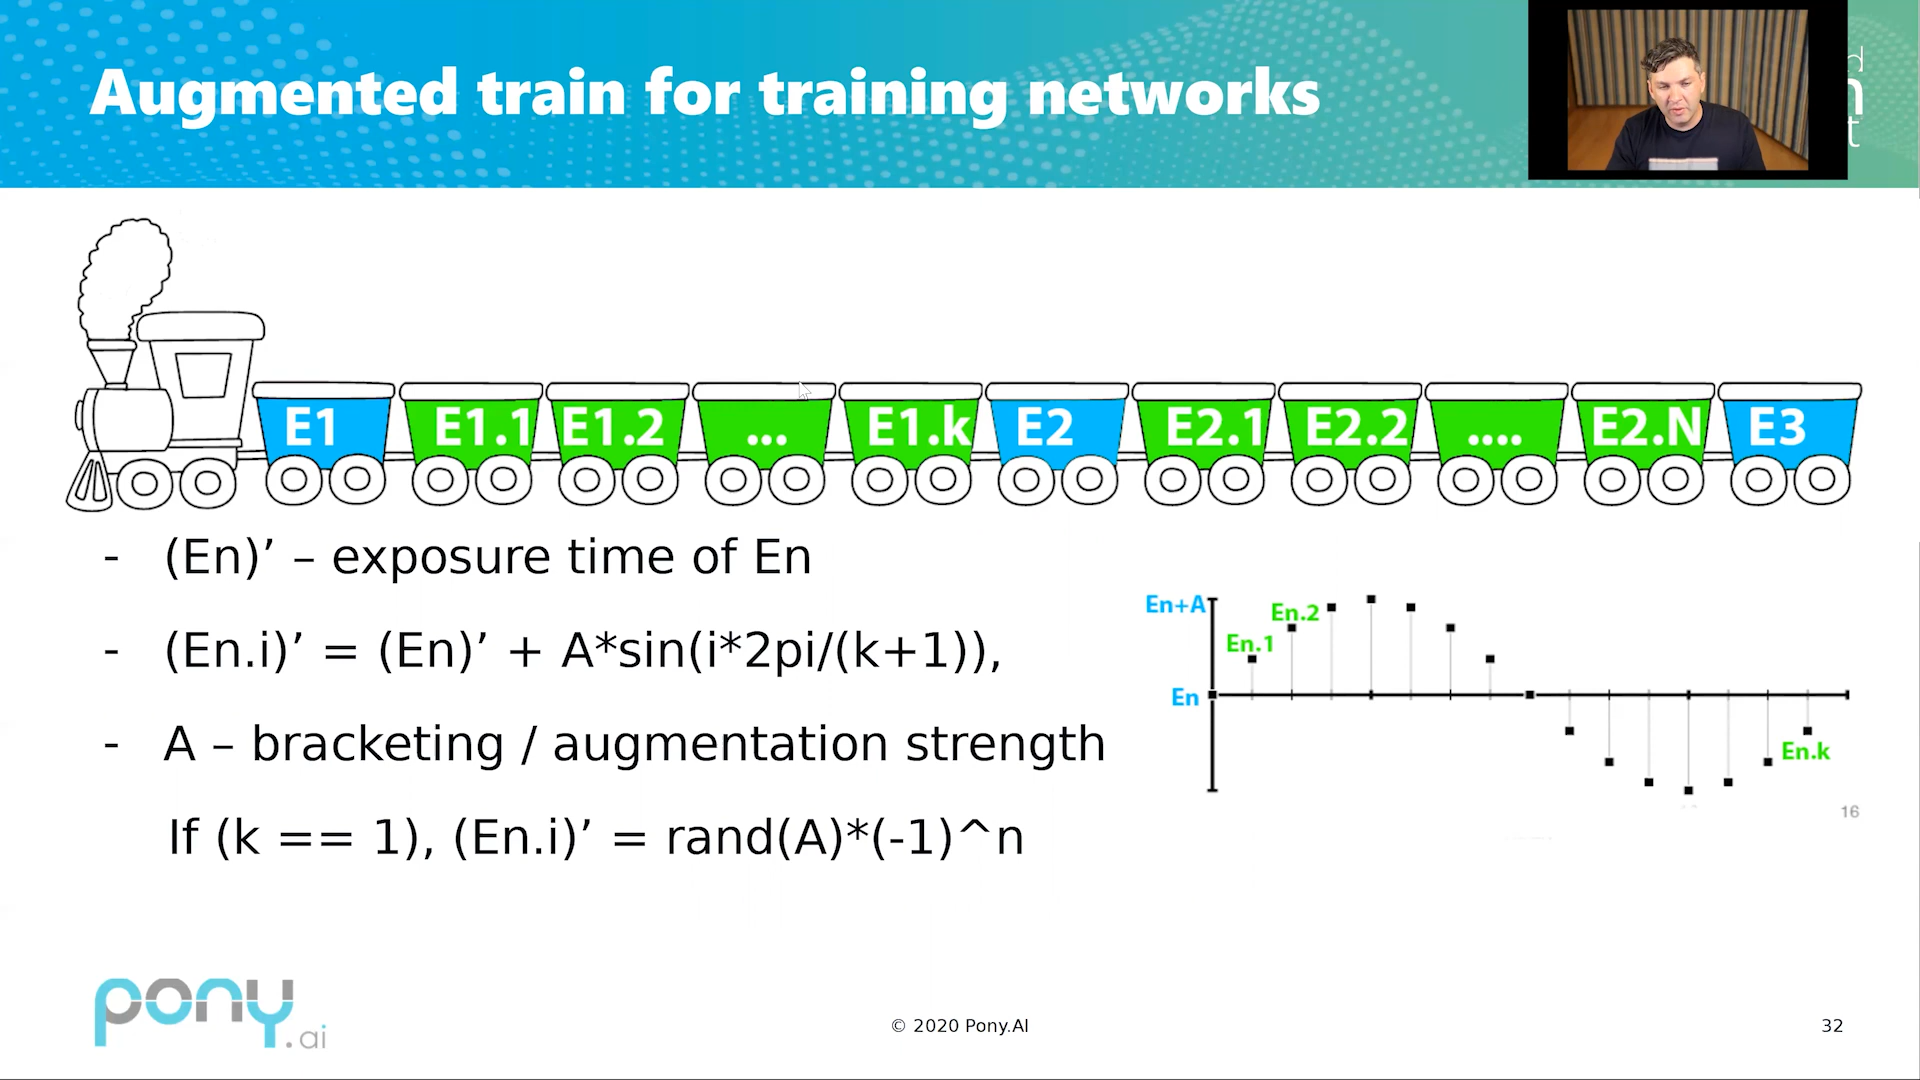 Augmented train for training networks
E1 E1.1 E1.2 ... E1.k E2 E2.1 E2.2 .... E2.N E3
- (En)’ – exposure time of En
- (En.i)’ = (En)’ + A*sin(i*2pi/(k+1)),
- A – bracketing / augmentation strength
If (k == 1), (En.i)’ = rand(A)*(-1)^n
En+A
En.2
En.1
En
En.k
16
pony.ai
© 2020 Pony.AI
32